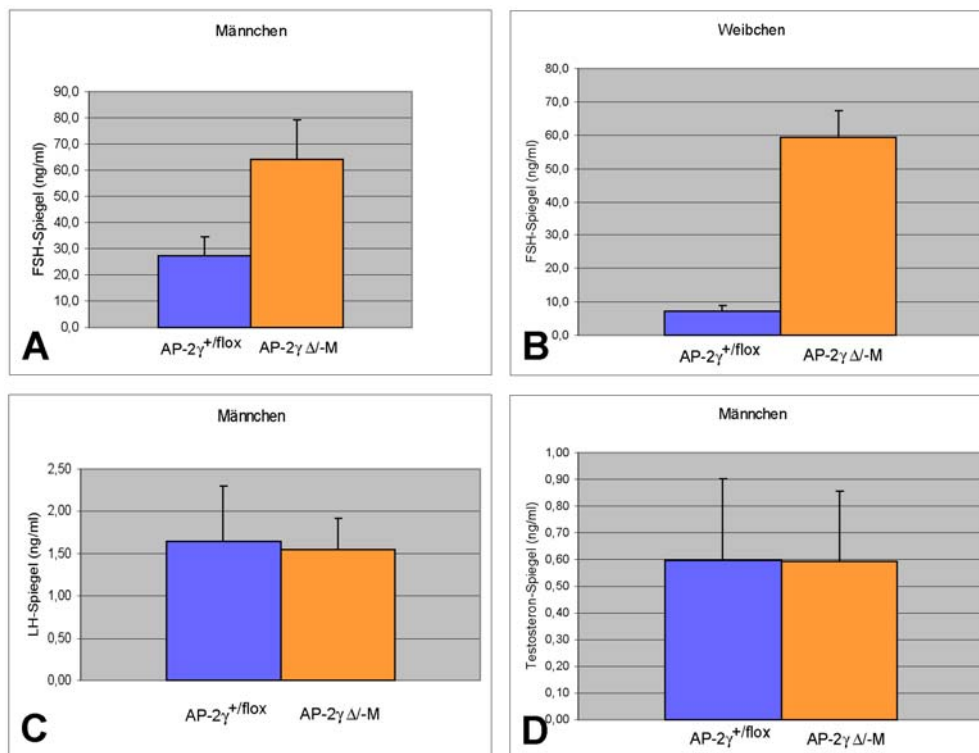 Männchen
FSH-Spiegel (ng/ml)
90,0
80,0
70,0
60,0
50,0
40,0
30,0
20,0
10,0
0,0
AP-2γ+/flox AP-2γ Δ/-M
A
Weibchen
FSH-Spiegel (ng/ml)
80,0
70,0
60,0
50,0
40,0
30,0
20,0
10,0
0,0
AP-2γ+/flox AP-2γ Δ/-M
B
Männchen
LH-Spiegel (ng/ml)
2,50
2,00
1,50
1,00
0,50
0,00
AP-2γ+/flox AP-2γ Δ/-M
C
Männchen
Testosteron-Spiegel (ng/ml)
1,00
0,90
0,80
0,70
0,60
0,50
0,40
0,30
0,20
0,10
0,00
AP-2γ+/flox AP-2γ Δ/-M
D